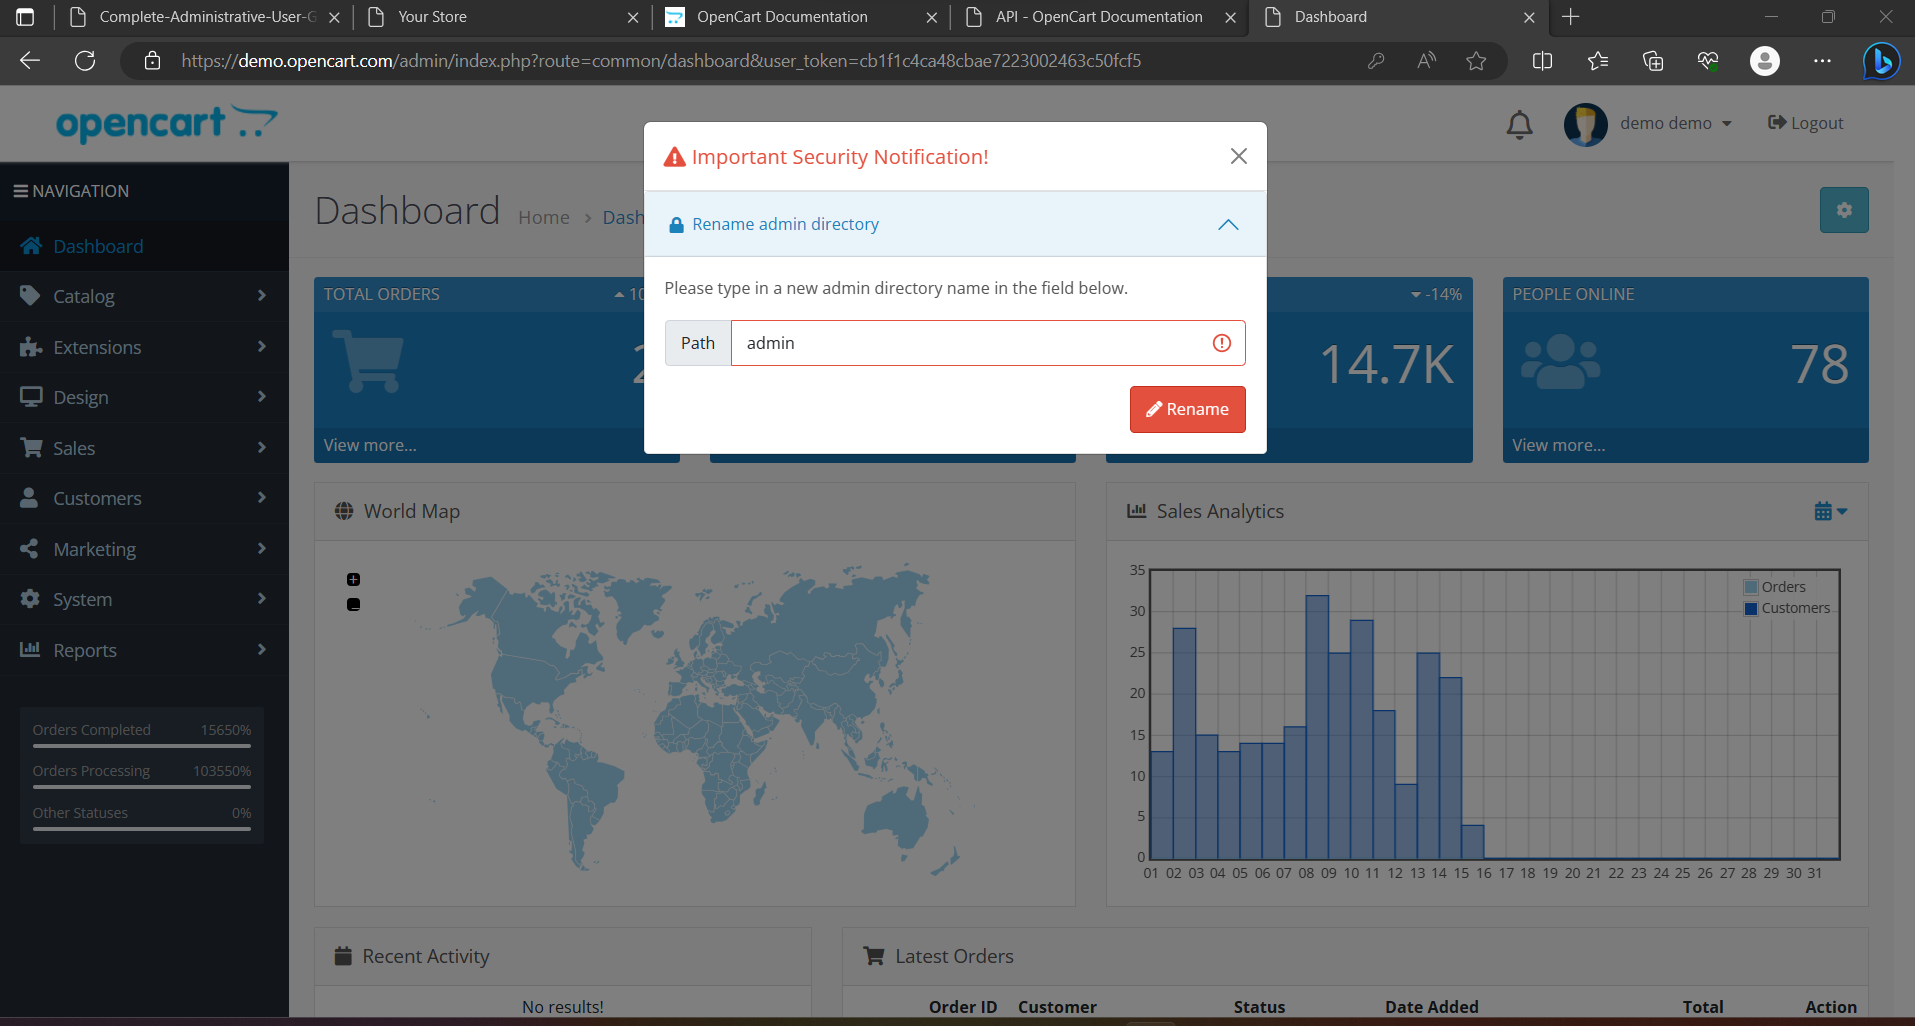 Complete-Administrative-User-G
Your Store
OpenCart Documentation
API - OpenCart Documentation
Dashboard
https://demo.opencart.com/admin/index.php?route=common/dashboard&user_token=cb1f1c4ca48cbae7223002463c50fcf5
opencart
demo demo
Logout
Important Security Notification!
Rename admin directory
Please type in a new admin directory name in the field below.
Path
admin
Rename
NAVIGATION
Dashboard
Catalog
Extensions
Design
Sales
Customers
Marketing
System
Reports
Orders Completed 15650%
Orders Processing 103550%
Other Statuses 0%
Dashboard
Home > Dash
TOTAL ORDERS
View more...
-14%
14.7K
PEOPLE ONLINE
78
View more...
World Map
+
Sales Analytics
Orders
Customers
35
30
25
20
15
10
5
0
01 02 03 04 05 06 07 08 09 10 11 12 13 14 15 16 17 18 19 20 21 22 23 24 25 26 27 28 29 30 31
Recent Activity
No results!
Latest Orders
Order ID Customer Status Date Added Total Action